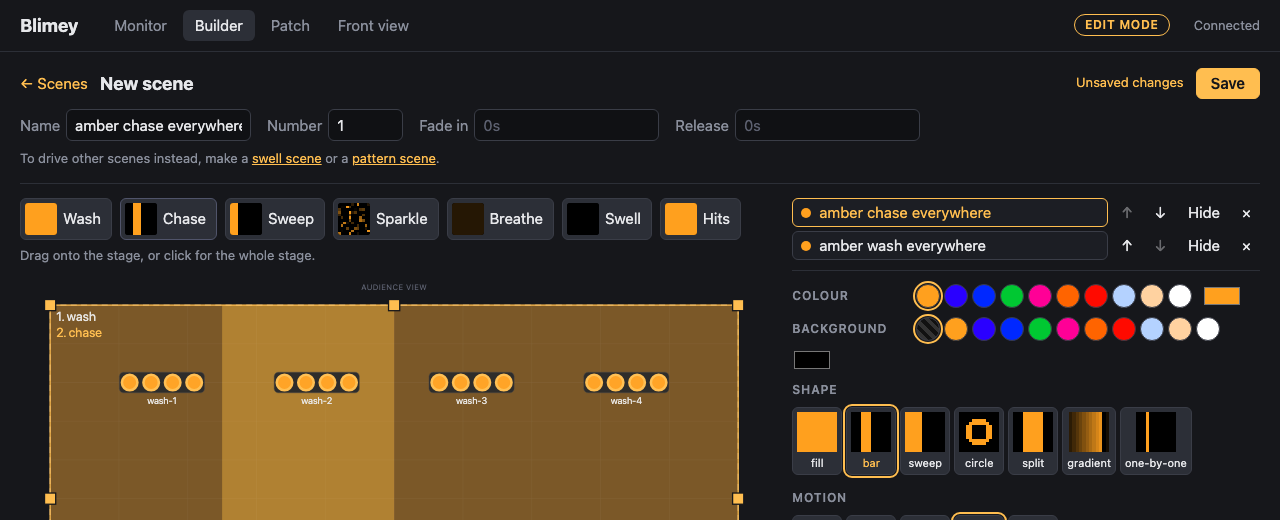 Blimey Monitor Builder Patch Front view EDIT MODE Connected
← Scenes New scene Unsaved changes Save
Name amber chase everywhere Number 1 Fade in 0s Release 0s
To drive other scenes instead, make a swell scene or a pattern scene.
Wash Chase Sweep Sparkle Breathe Swell Hits
Drag onto the stage, or click for the whole stage.
AUDIENCE VIEW
1. wash
2. chase
wash-1 wash-2 wash-3 wash-4
amber chase everywhere ↑ ↓ Hide ×
amber wash everywhere ↑ ↓ Hide ×
COLOUR
BACKGROUND
SHAPE
fill bar sweep circle split gradient one-by-one
MOTION